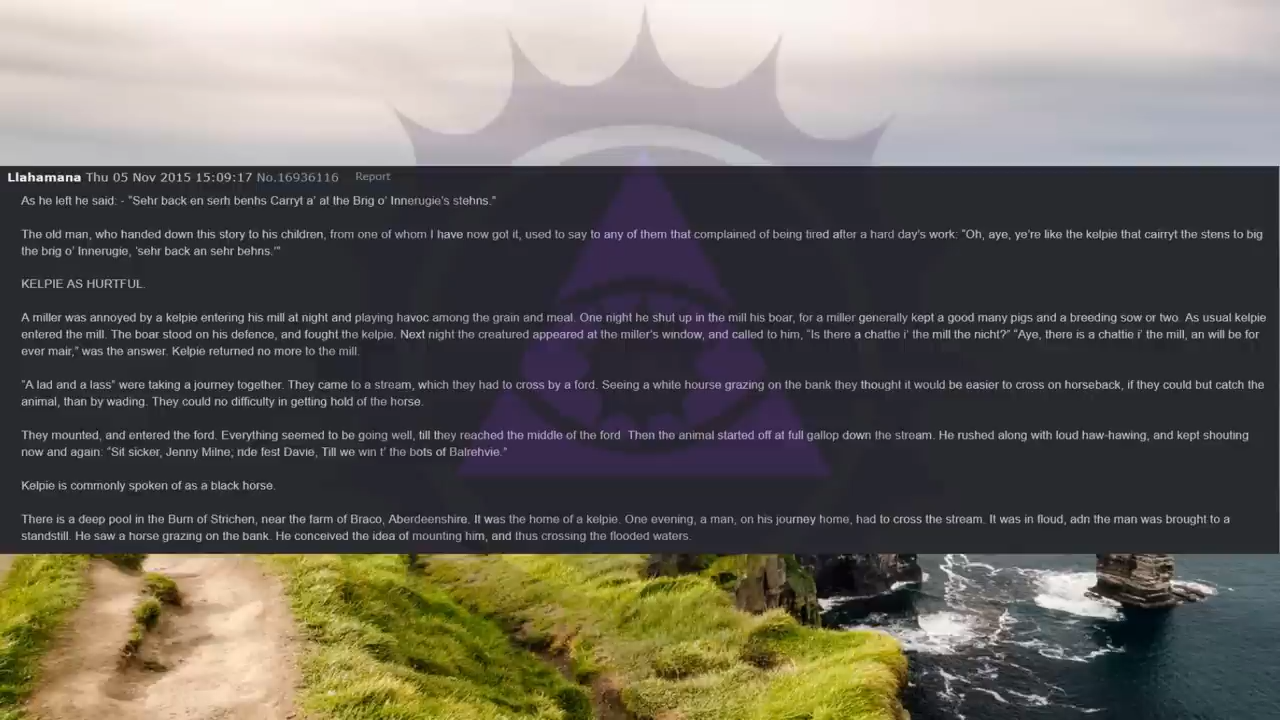 Llahamana Thu 05 Nov 2015 15:09:17 No.16936116 Report
As he left he said: - "Sehr back en serh benhs Carryt a' at the Brig o' Innerugie's stehns."
The old man, who handed down this story to his children, from one of whom I have now got it, used to say to any of them that complained of being tired after a hard day's work: "Oh, aye, ye're like the kelpie that cairryt the stens to big
the brig o' Innerugie, 'sehr back an sehr behns.'"
KELPIE AS HURTFUL.
A miller was annoyed by a kelpie entering his mill at night and playing havoc among the grain and meal. One night he shut up in the mill his boar, for a miller generally kept a good many pigs and a breeding sow or two. As usual kelpie
entered the mill. The boar stood on his defence, and fought the kelpie. Next night the creatured appeared at the miller's window, and called to him, "Is there a chattie i' the mill the nicht?" "Aye, there is a chattie i' the mill, an will be for
ever mair," was the answer. Kelpie returned no more to the mill.
"A lad and a lass" were taking a journey together. They came to a stream, which they had to cross by a ford. Seeing a white hourse grazing on the bank they thought it would be easier to cross on horseback, if they could but catch the
animal, than by wading. They could no difficulty in getting hold of the horse.
They mounted, and entered the ford. Everything seemed to be going well, till they reached the middle of the ford Then the animal started off at full gallop down the stream. He rushed along with loud haw-hawing, and kept shouting
now and again: "Sit sicker, Jenny Milne; ride fest Davie, Till we win t' the bots of Balrehvie."
Kelpie is commonly spoken of as a black horse.
There is a deep pool in the Burn of Strichen, near the farm of Braco, Aberdeenshire. It was the home of a kelpie. One evening, a man, on his journey home, had to cross the stream. It was in floud, adn the man was brought to a
standstill. He saw a horse grazing on the bank. He conceived the idea of mounting him, and thus crossing the flooded waters.